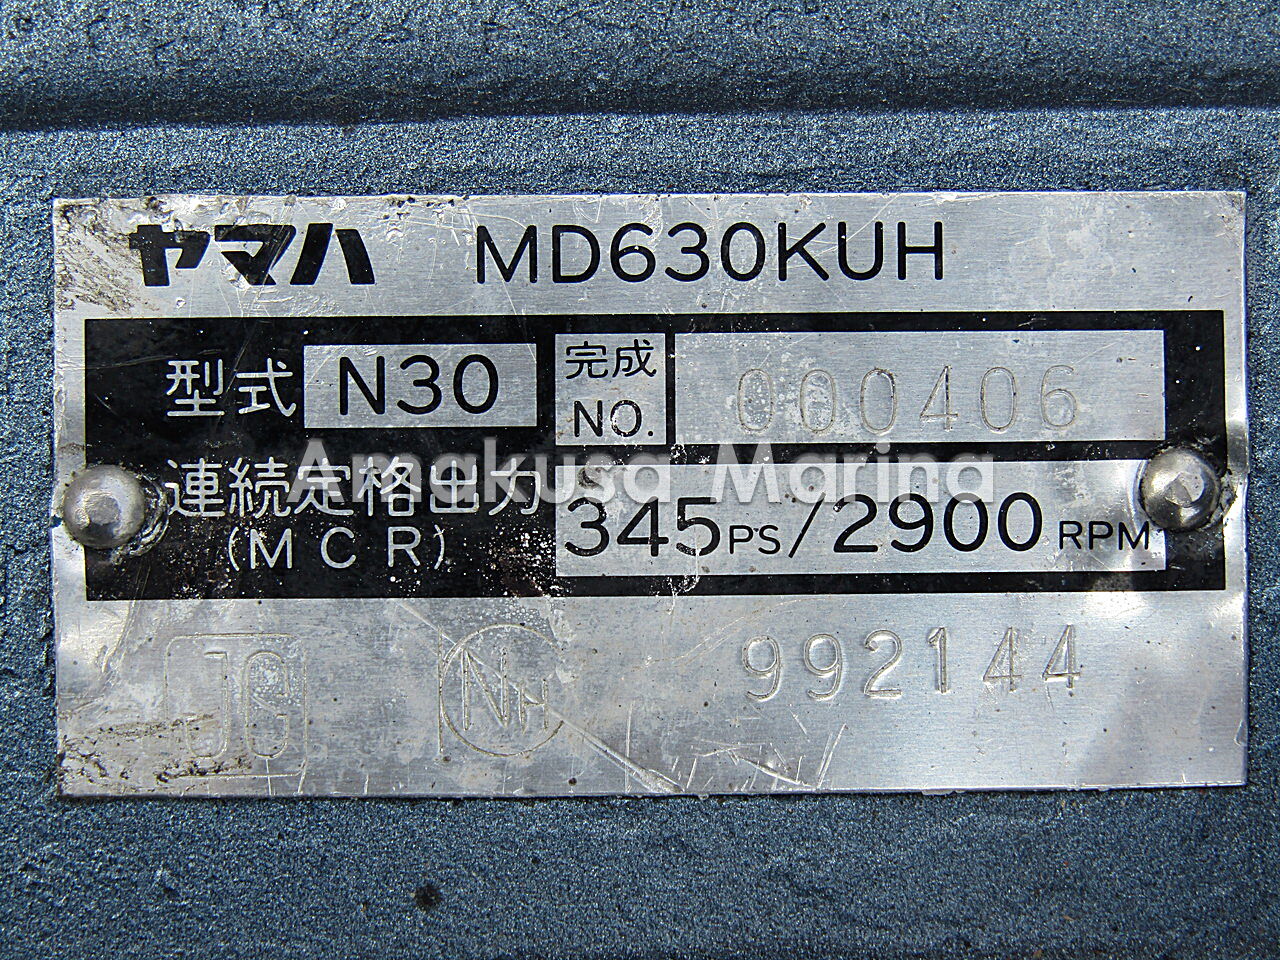 ヤマハ MD630KUH
型式 N30 完成 NO. 000406
Amakusa Marina
連続定格出力 (MCR) 345PS/2900RPM
JG NH 992144